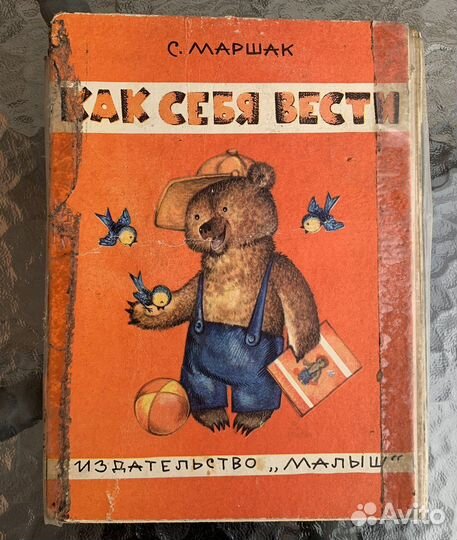 С. МАРШАК
КАК СЕБЯ ВЕСТИ
ИЗДАТЕЛЬСТВО „МАЛЫШ“
Avito